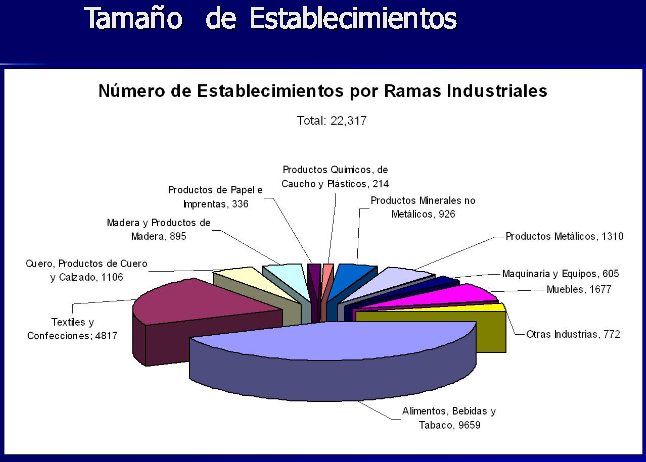 Tamaño de Establecimientos
Número de Establecimientos por Ramas Industriales
Total: 22,317
Productos Químicos, de
Caucho y Plásticos, 214
Productos de Papel e
Imprentas, 336
Productos Minerales no
Metálicos, 926
Madera y Productos de
Madera, 895
Productos Metálicos, 1310
Cuero, Productos de Cuero
y Calzado, 1106
Maquinaria y Equipos, 605
Muebles, 1677
Textiles y
Confecciones; 4817
Otras Industrias, 772
Alimentos, Bebidas y
Tabaco, 9659